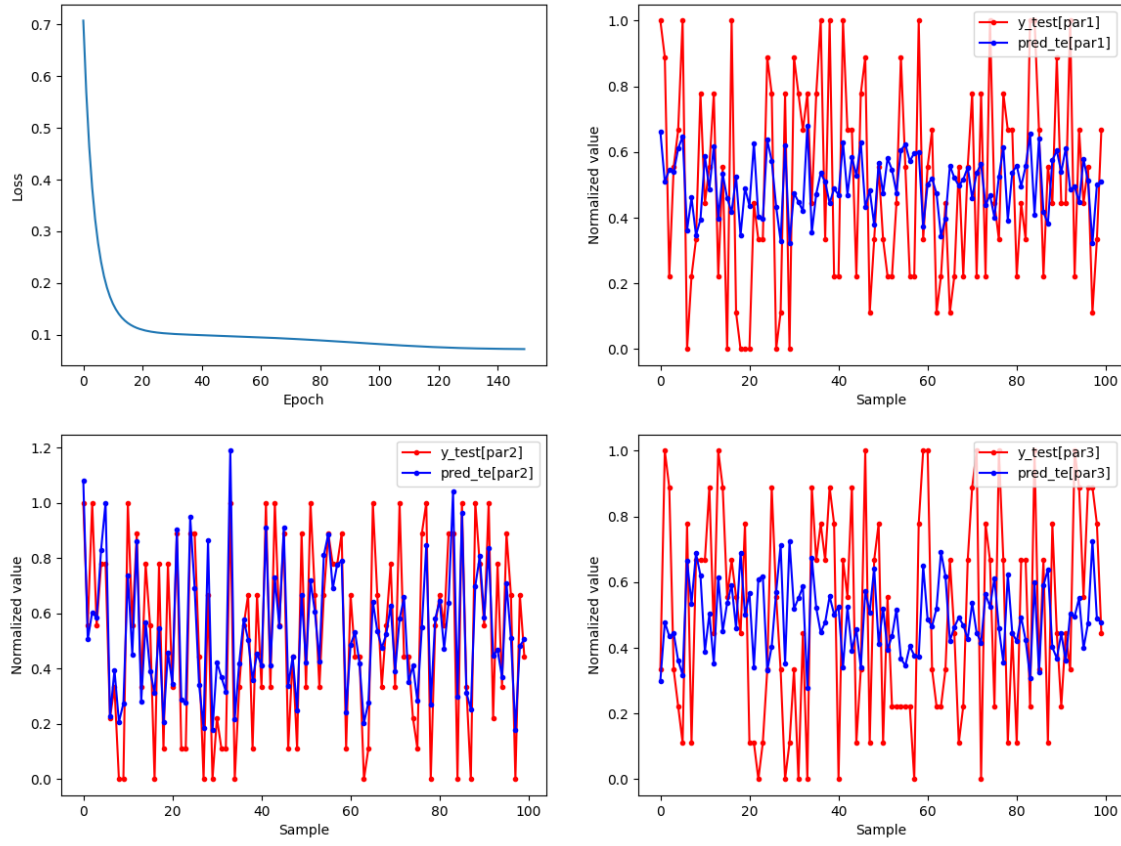 0.7
0.6
0.5
0.4
0.3
0.2
0.1
Loss
0 20 40 60 80 100 120 140
Epoch
1.0
0.8
0.6
0.4
0.2
0.0
Normalized value
y_test[par1]
pred_te[par1]
0 20 40 60 80 100
Sample
1.2
1.0
0.8
0.6
0.4
0.2
0.0
Normalized value
y_test[par2]
pred_te[par2]
0 20 40 60 80 100
Sample
1.0
0.8
0.6
0.4
0.2
0.0
Normalized value
y_test[par3]
pred_te[par3]
0 20 40 60 80 100
Sample